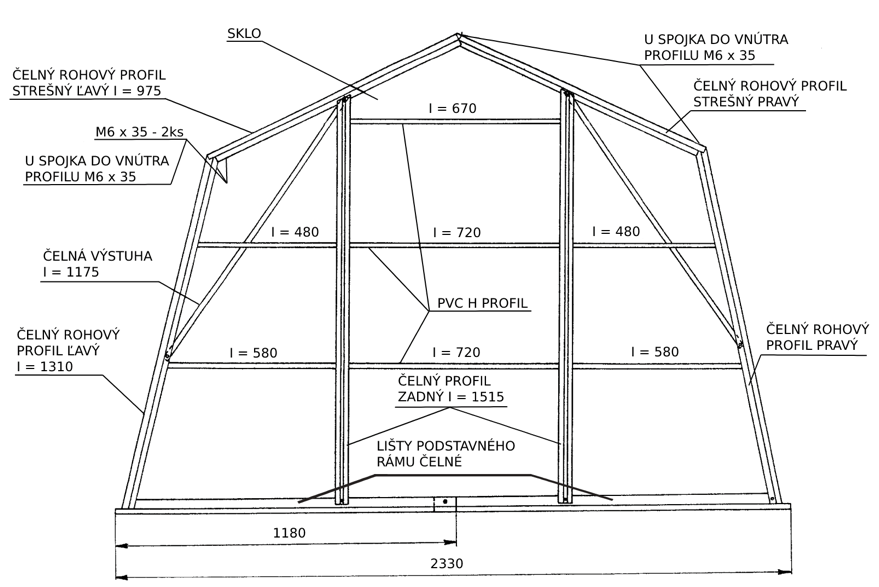 SKLO
U SPOJKA DO VNÚTRA
PROFILU M6 x 35
ČELNÝ ROHOVÝ PROFIL
STREŠNÝ ĽAVÝ l = 975
ČELNÝ ROHOVÝ PROFIL
STREŠNÝ PRAVÝ
l = 670
M6 x 35 - 2ks
U SPOJKA DO VNÚTRA
PROFILU M6 x 35
l = 480
l = 720
l = 480
ČELNÁ VÝSTUHA
l = 1175
PVC H PROFIL
ČELNÝ ROHOVÝ
PROFIL ĽAVÝ
l = 1310
ČELNÝ ROHOVÝ
PROFIL PRAVÝ
l = 580
l = 720
l = 580
ČELNÝ PROFIL
ZADNÝ l = 1515
LIŠTY PODSTAVNÉHO
RÁMU ČELNÉ
1180
2330